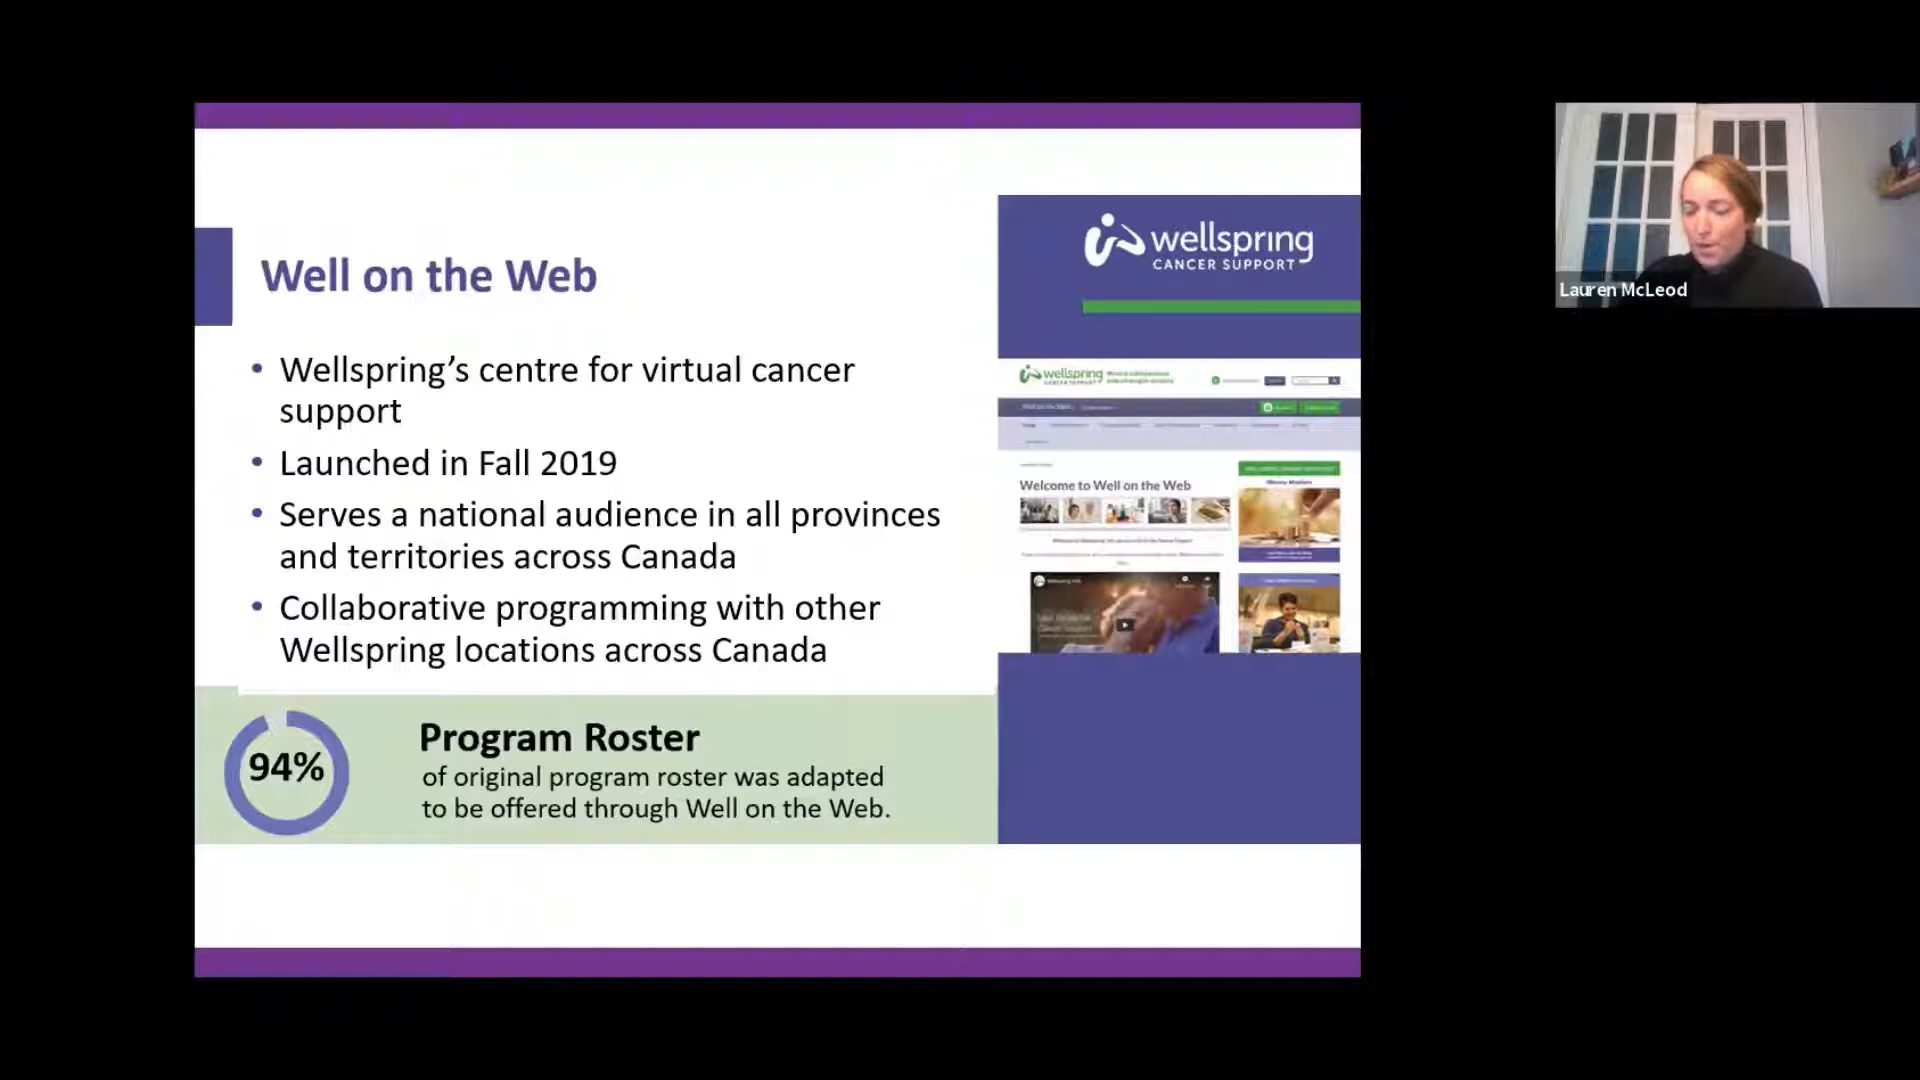 Well on the Web
• Wellspring’s centre for virtual cancer
support
• Launched in Fall 2019
• Serves a national audience in all provinces
and territories across Canada
• Collaborative programming with other
Wellspring locations across Canada
94%
Program Roster
of original program roster was adapted
to be offered through Well on the Web.
wellspring
CANCER SUPPORT
wellspring
CANCER SUPPORT
Welcome to Well on the Web
Lauren McLeod